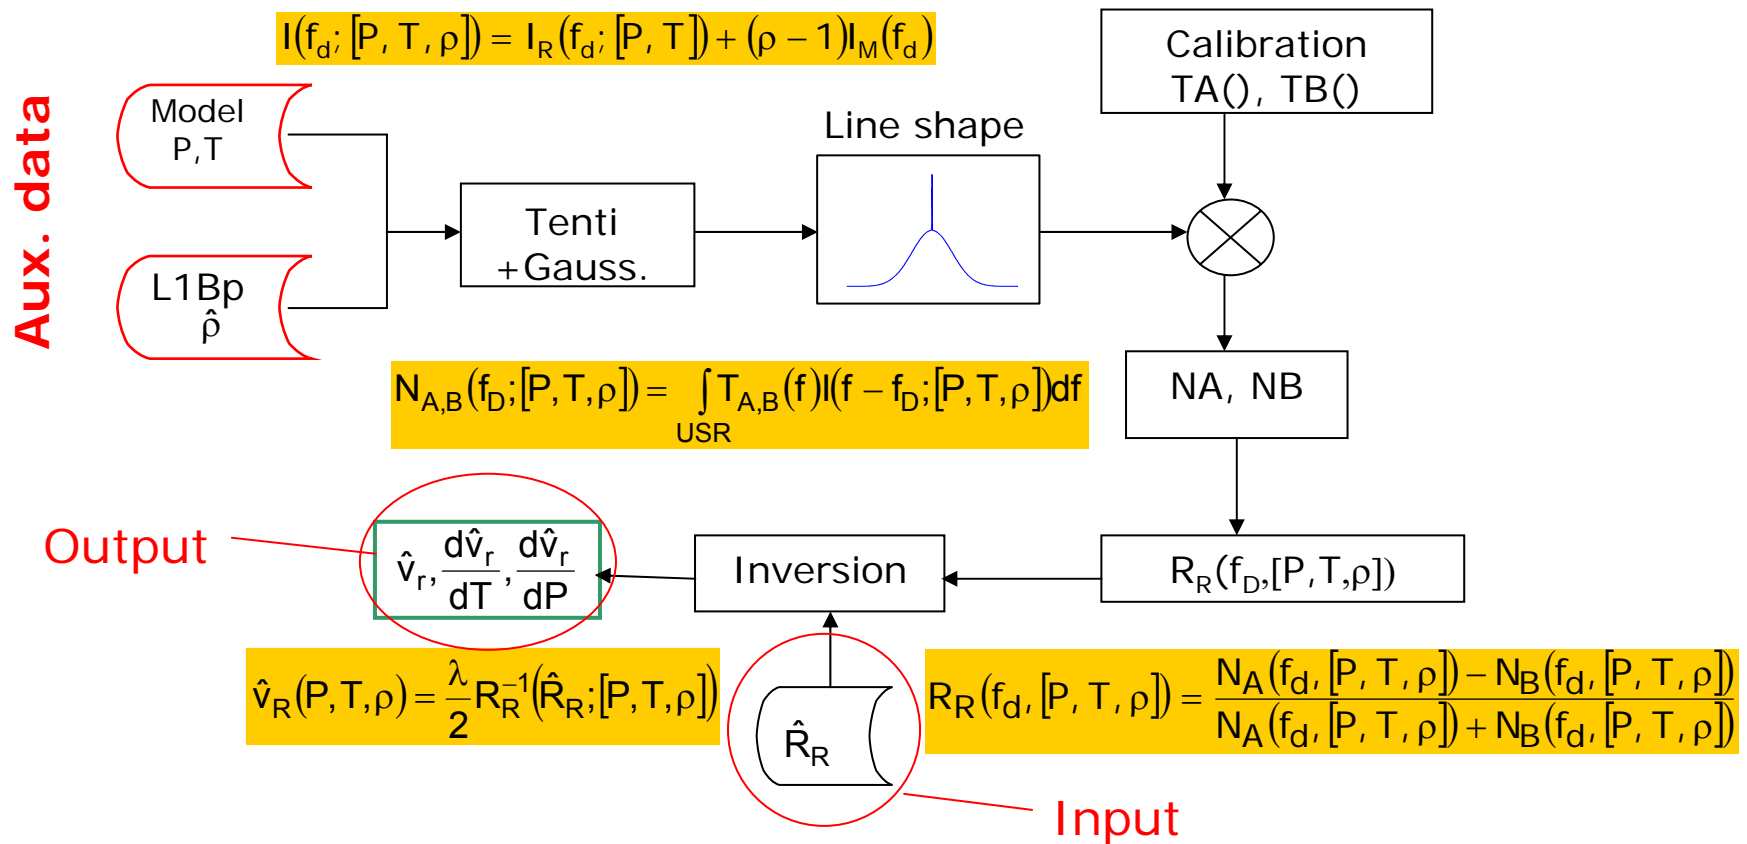 I(f_d; [P, T, ρ]) = I_R(f_d; [P, T]) + (ρ − 1)I_M(f_d)
Calibration
TA(), TB()
Aux. data
Model
P,T
Line shape
Tenti
+Gauss.
L1Bp
ρ̂
N_A,B(f_D; [P,T,ρ]) = ∫ T_A,B(f)I(f − f_D; [P,T,ρ])df
USR
NA, NB
Output
v̂_r, dv̂_r/dT, dv̂_r/dP
Inversion
R_R(f_D,[P,T,ρ])
v̂_R(P,T,ρ) = λ/2 R_R^−1(R̂_R; [P,T,ρ])
R̂_R
R_R(f_d, [P, T, ρ]) = (N_A(f_d, [P, T, ρ]) − N_B(f_d, [P, T, ρ]))/(N_A(f_d, [P, T, ρ]) + N_B(f_d, [P, T, ρ]))
Input